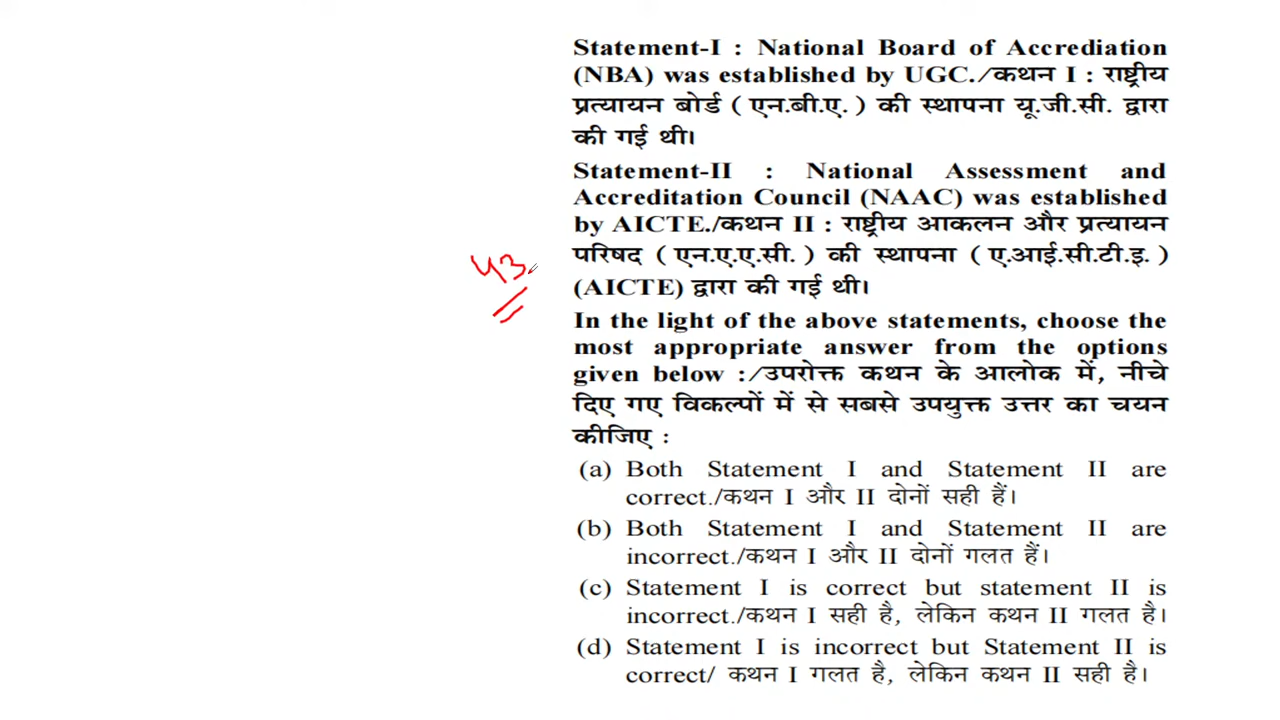 Statement-I : National Board of Accrediation
(NBA) was established by UGC./कथन I : राष्ट्रीय
प्रत्यायन बोर्ड (एन.बी.ए.) की स्थापना यू.जी.सी. द्वारा
की गई थी।
Statement-II : National Assessment and
Accreditation Council (NAAC) was established
by AICTE./कथन II : राष्ट्रीय आकलन और प्रत्यायन
परिषद (एन.ए.ए.सी.) की स्थापना (ए.आई.सी.टी.इ.)
(AICTE) द्वारा की गई थी।
43.
In the light of the above statements, choose the
most appropriate answer from the options
given below :/उपरोक्त कथन के आलोक में, नीचे
दिए गए विकल्पों में से सबसे उपयुक्त उत्तर का चयन
कीजिए :
(a) Both Statement I and Statement II are
correct./कथन I और II दोनों सही हैं।
(b) Both Statement I and Statement II are
incorrect./कथन I और II दोनों गलत हैं।
(c) Statement I is correct but statement II is
incorrect./कथन I सही है, लेकिन कथन II गलत है।
(d) Statement I is incorrect but Statement II is
correct/ कथन I गलत है, लेकिन कथन II सही है।